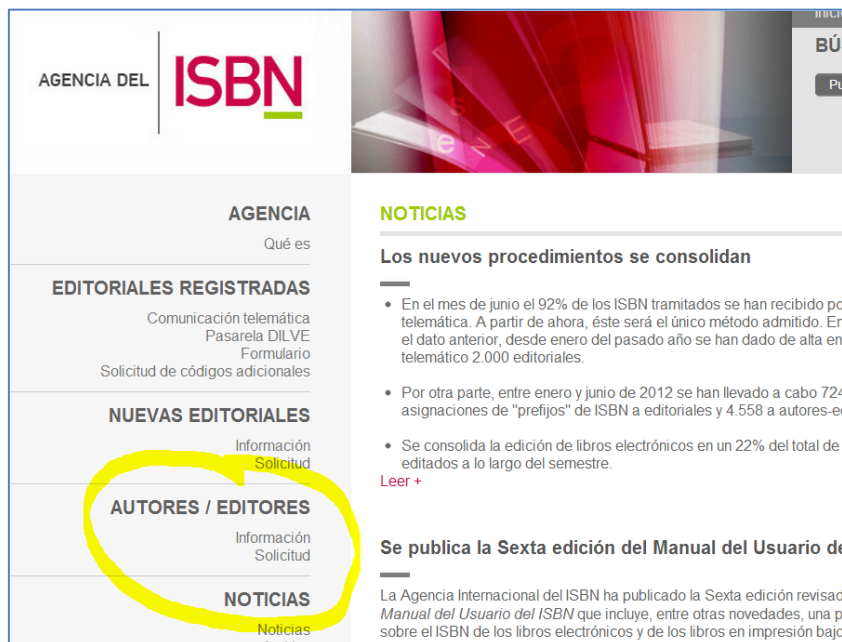 AGENCIA DEL ISBN
BÚ
AGENCIA
Qué es
EDITORIALES REGISTRADAS
Comunicación telemática
Pasarela DILVE
Formulario
Solicitud de códigos adicionales
NUEVAS EDITORIALES
Información
Solicitud
AUTORES / EDITORES
Información
Solicitud
NOTICIAS
Noticias
NOTICIAS
Los nuevos procedimientos se consolidan
En el mes de junio el 92% de los ISBN tramitados se han recibido po
telemática. A partir de ahora, éste será el único método admitido. En
el dato anterior, desde enero del pasado año se han dado de alta en
telemático 2.000 editoriales.
Por otra parte, entre enero y junio de 2012 se han llevado a cabo 724
asignaciones de "prefijos" de ISBN a editoriales y 4.558 a autores-e
Se consolida la edición de libros electrónicos en un 22% del total de
editados a lo largo del semestre.
Leer +
Se publica la Sexta edición del Manual del Usuario de
La Agencia Internacional del ISBN ha publicado la Sexta edición revisad
Manual del Usuario del ISBN que incluye, entre otras novedades, una p
sobre el ISBN de los libros electrónicos y de los libros en impresión bajo